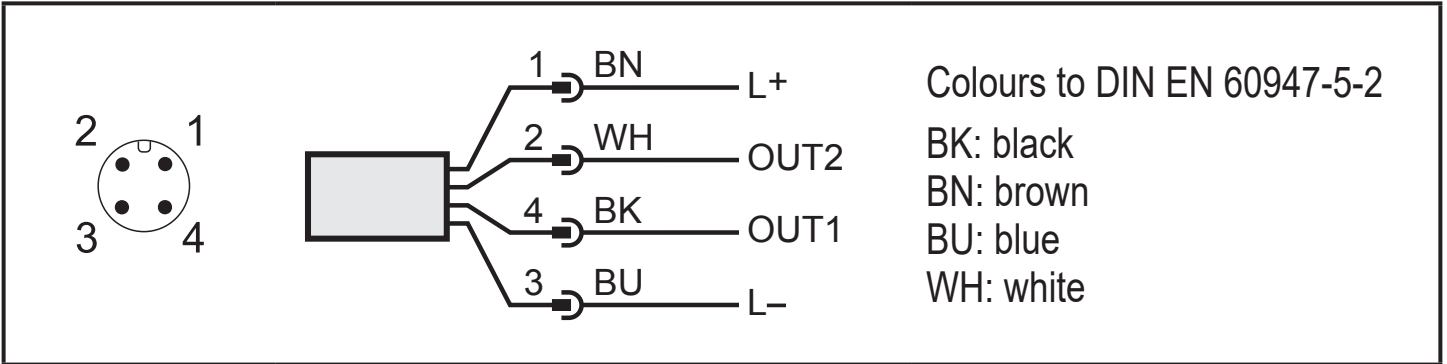 2 1
3 4
1 BN L+
2 WH OUT2
4 BK OUT1
3 BU L–
Colours to DIN EN 60947-5-2
BK: black
BN: brown
BU: blue
WH: white